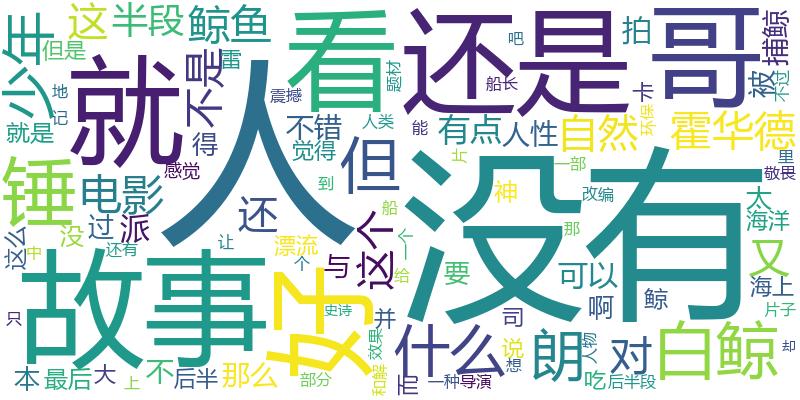 少年
这
半段
鲸鱼
看
还是
哥
拍
捕鲸
但是
就
人
不是
雷
吧
船长
题材
被
不过
地
记
震撼
卡
就是
得
不错
人类
能
有点
人性
自然
环保
霍华德
里
锤
电影
感觉
觉得
但
没有
片
一部
敬畏
派
还
到
神
改编
太
海洋
这么
没
过
这个
船
那
又
中
还有
让
漂流
与
一个
要
可以
啊
鲸
海上
故事
个
好
给
片子
只
史诗
并
什么
司
朗
对
白鲸
本
最后
大
上
不
后半
那么
部分
效果
和解
而
一种
导演
说
想
吃
人物
后半段
却